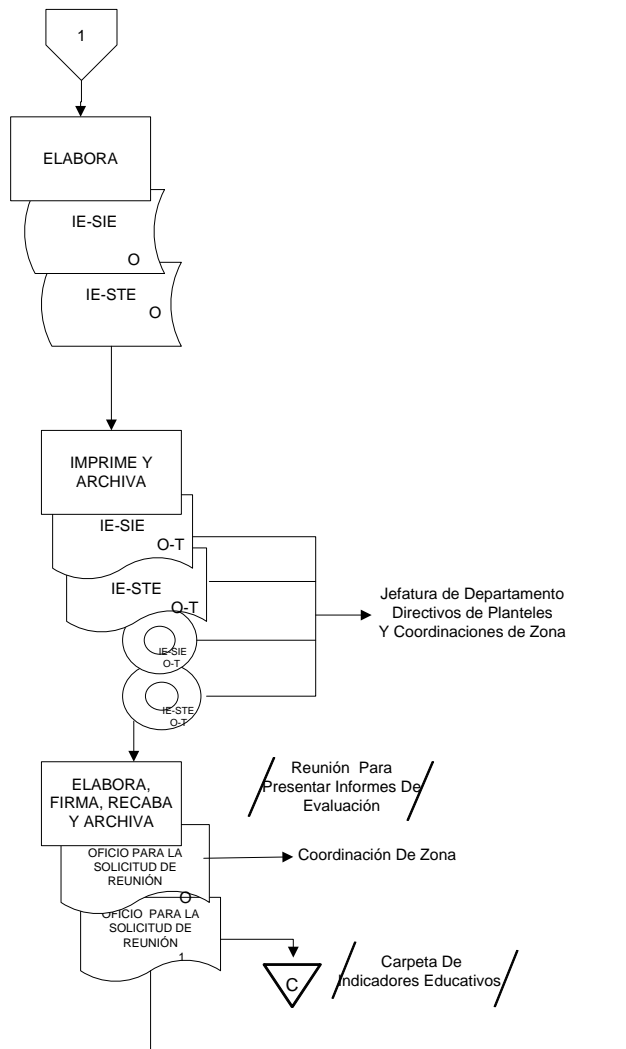 1
ELABORA
IE-SIE
O
IE-STE
O
IMPRIME Y
ARCHIVA
IE-SIE
O-T
IE-STE
O-T
IE-SIE
O-T
IE-STE
O-T
Jefatura de Departamento
Directivos de Planteles
Y Coordinaciones de Zona
ELABORA,
FIRMA, RECABA
Y ARCHIVA
Reunión Para
Presentar Informes De
Evaluación
OFICIO PARA LA
SOLICITUD DE
REUNIÓN
O
Coordinación De Zona
OFICIO PARA LA
SOLICITUD DE
REUNIÓN
1
C
Carpeta De
Indicadores Educativos